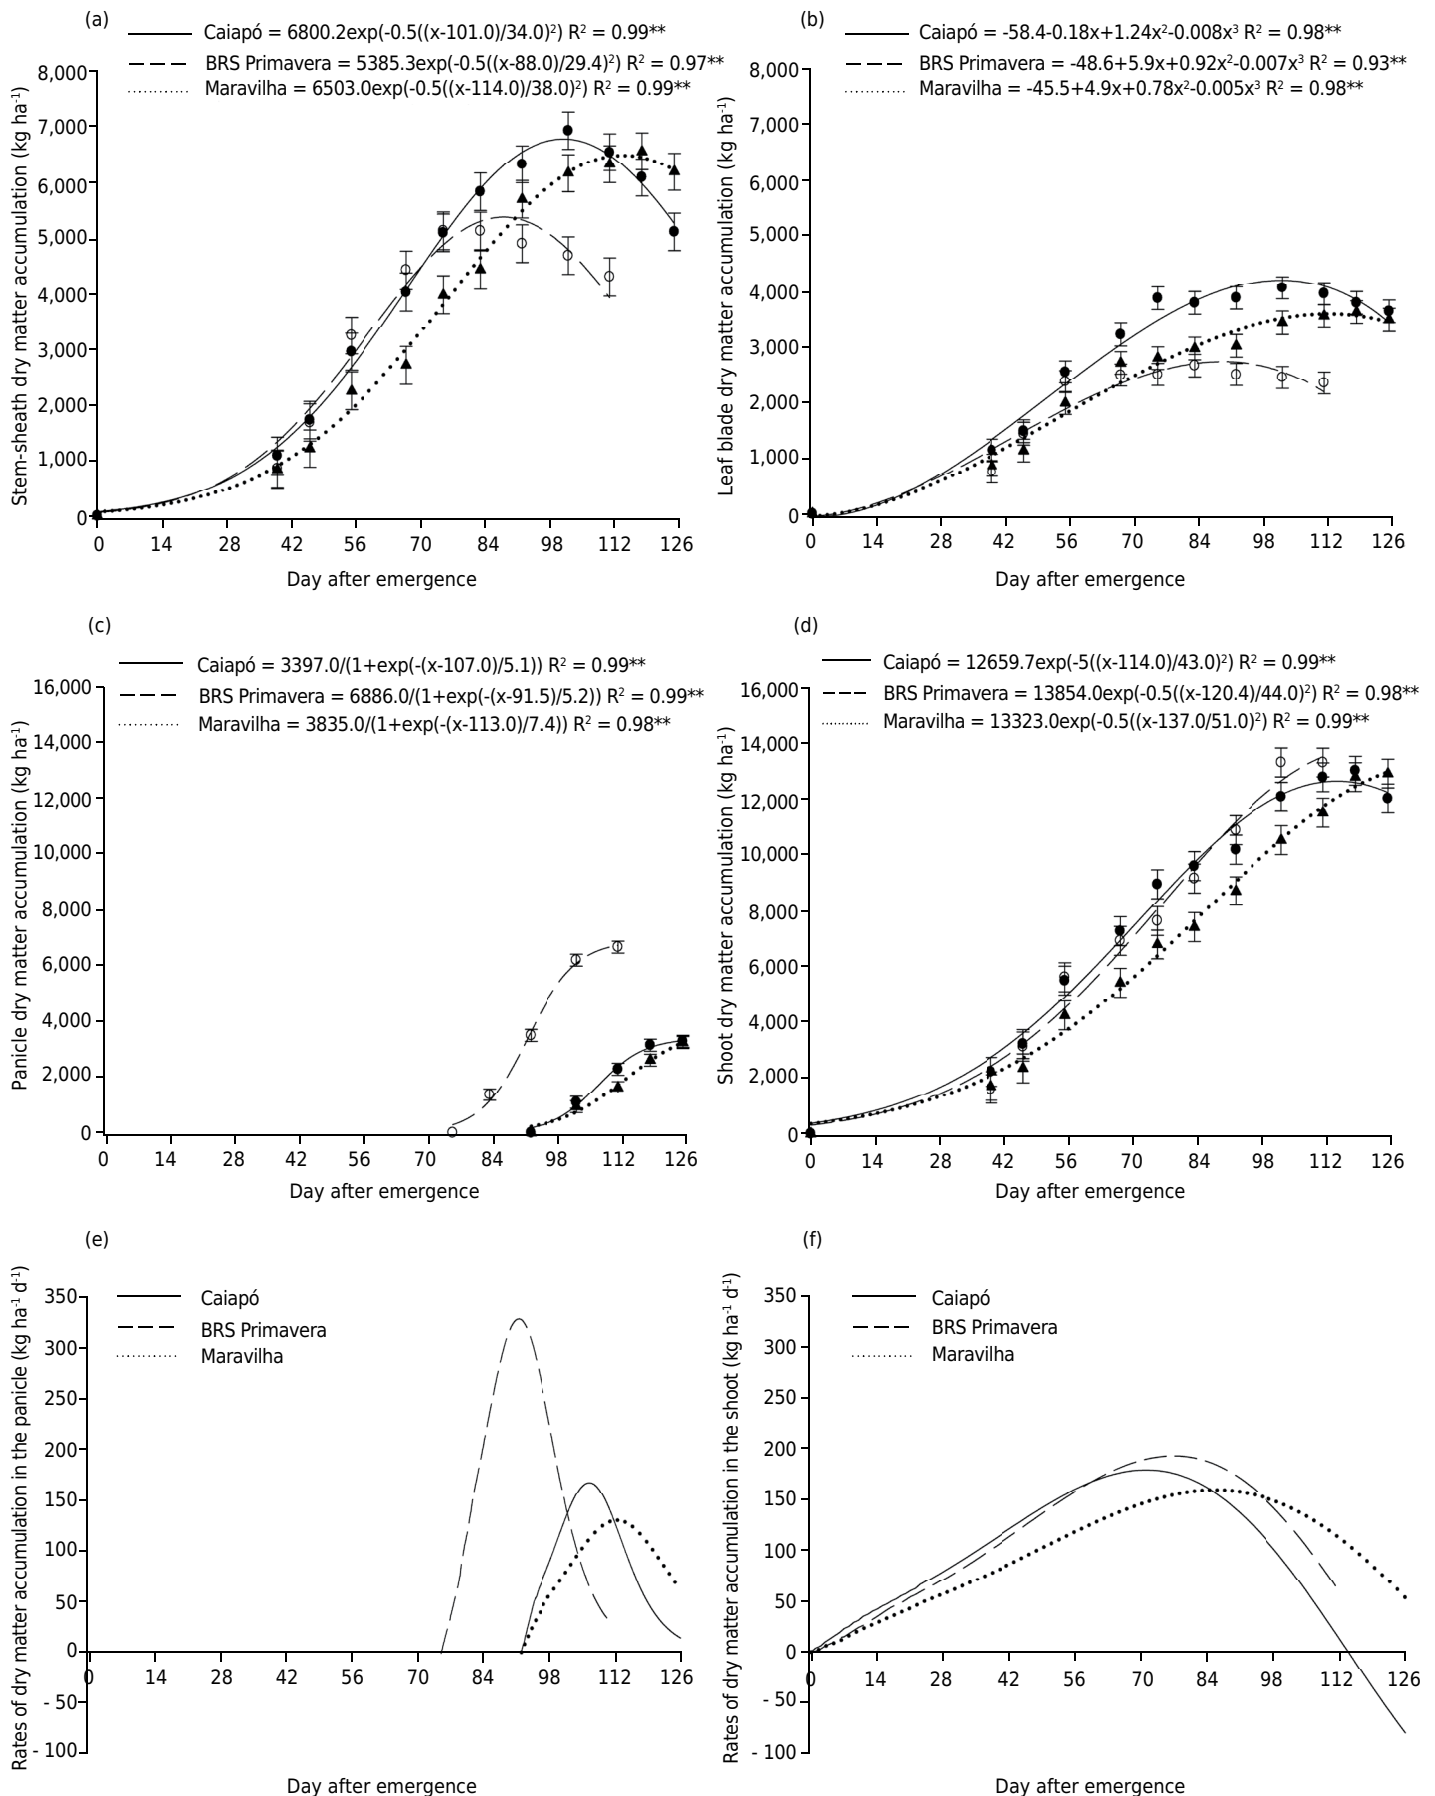 (a)
Caiapó = 6800.2exp(-0.5((x-101.0)/34.0)²) R² = 0.99**
BRS Primavera = 5385.3exp(-0.5((x-88.0)/29.4)²) R² = 0.97**
Maravilha = 6503.0exp(-0.5((x-114.0)/38.0)²) R² = 0.99**
Stem-sheath dry matter accumulation (kg ha⁻¹)
8,000
7,000
6,000
5,000
4,000
3,000
2,000
1,000
0
0 14 28 42 56 70 84 98 112 126
Day after emergence
(b)
Caiapó = -58.4-0.18x+1.24x²-0.008x³ R² = 0.98**
BRS Primavera = -48.6+5.9x+0.92x²-0.007x³ R² = 0.93**
Maravilha = -45.5+4.9x+0.78x²-0.005x³ R² = 0.98**
Leaf blade dry matter accumulation (kg ha⁻¹)
8,000
7,000
6,000
5,000
4,000
3,000
2,000
1,000
0
0 14 28 42 56 70 84 98 112 126
Day after emergence
(c)
Caiapó = 3397.0/(1+exp(-(x-107.0)/5.1)) R² = 0.99**
BRS Primavera = 6886.0/(1+exp(-(x-91.5)/5.2)) R² = 0.99**
Maravilha = 3835.0/(1+exp(-(x-113.0)/7.4)) R² = 0.98**
Panicle dry matter accumulation (kg ha⁻¹)
16,000
14,000
12,000
10,000
8,000
6,000
4,000
2,000
0
0 14 28 42 56 70 84 98 112 126
Day after emergence
(d)
Caiapó = 12659.7exp(-5((x-114.0)/43.0)²) R² = 0.99**
BRS Primavera = 13854.0exp(-0.5((x-120.4)/44.0)²) R² = 0.98**
Maravilha = 13323.0exp(-0.5((x-137.0/51.0)²) R² = 0.99**
Shoot dry matter accumulation (kg ha⁻¹)
16,000
14,000
12,000
10,000
8,000
6,000
4,000
2,000
0
0 14 28 42 56 70 84 98 112 126
Day after emergence
(e)
Caiapó
BRS Primavera
Maravilha
Rates of dry matter accumulation in the panicle (kg ha⁻¹ d⁻¹)
350
300
250
200
150
100
50
0
- 50
- 100
0 14 28 42 56 70 84 98 112 126
Day after emergence
(f)
Caiapó
BRS Primavera
Maravilha
Rates of dry matter accumulation in the shoot (kg ha⁻¹ d⁻¹)
350
300
250
200
150
100
50
0
- 50
- 100
0 14 28 42 56 70 84 98 112 126
Day after emergence